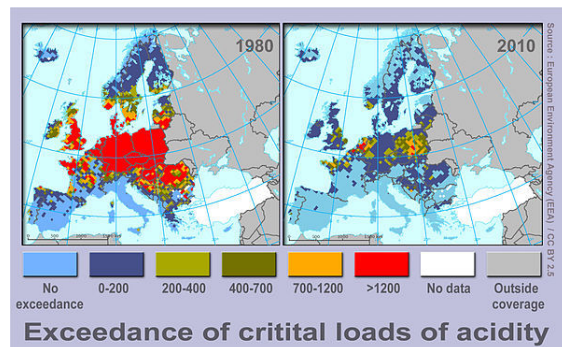 1980
2010
Source : European Environment Agency (EEA) / CC BY 2.5
No exceedance
0-200
200-400
400-700
700-1200
>1200
No data
Outside coverage
Exceedance of critital loads of acidity